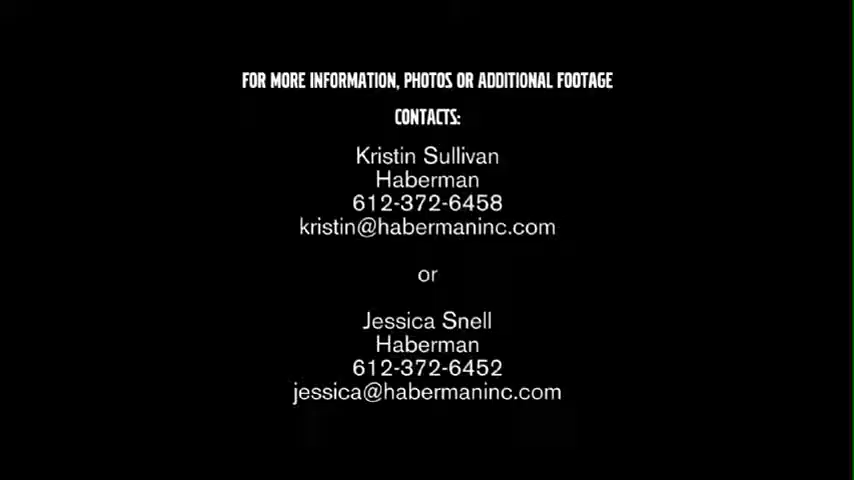 FOR MORE INFORMATION, PHOTOS OR ADDITIONAL FOOTAGE
CONTACTS:
Kristin Sullivan
Haberman
612-372-6458
kristin@habermaninc.com
or
Jessica Snell
Haberman
612-372-6452
jessica@habermaninc.com